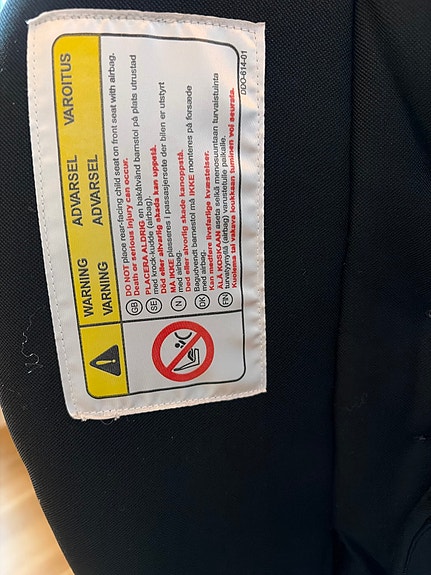 WARNING ADVARSEL VAROITUS
VARNING ADVARSEL
GB DO NOT place rear-facing child seat on front seat with airbag.
Death or serious injury can occur.
SE PLACERA ALDRIG en bakåtvänd barnstol på plats utrustad
med krock-kudde (airbag).
Död eller allvarlig skada kan uppstå.
N MÅ IKKE plasseres i passasjersete der bilen er utstyrt
med airbag.
Død eller alvorlig skade kan oppstå.
DK Bagudvendt barnestol må IKKE monteres på forsæde
med airbag.
Kan medføre livsfarlige kvæstelser.
FIN ÄLÄ KOSKAAN aseta selkä menosuuntaan turvaistuinta
turvatyynyllä (airbag) varustetulle paikalle.
Kuolema tai vakava loukkaantuminen voi seurata.
DDO-614-01